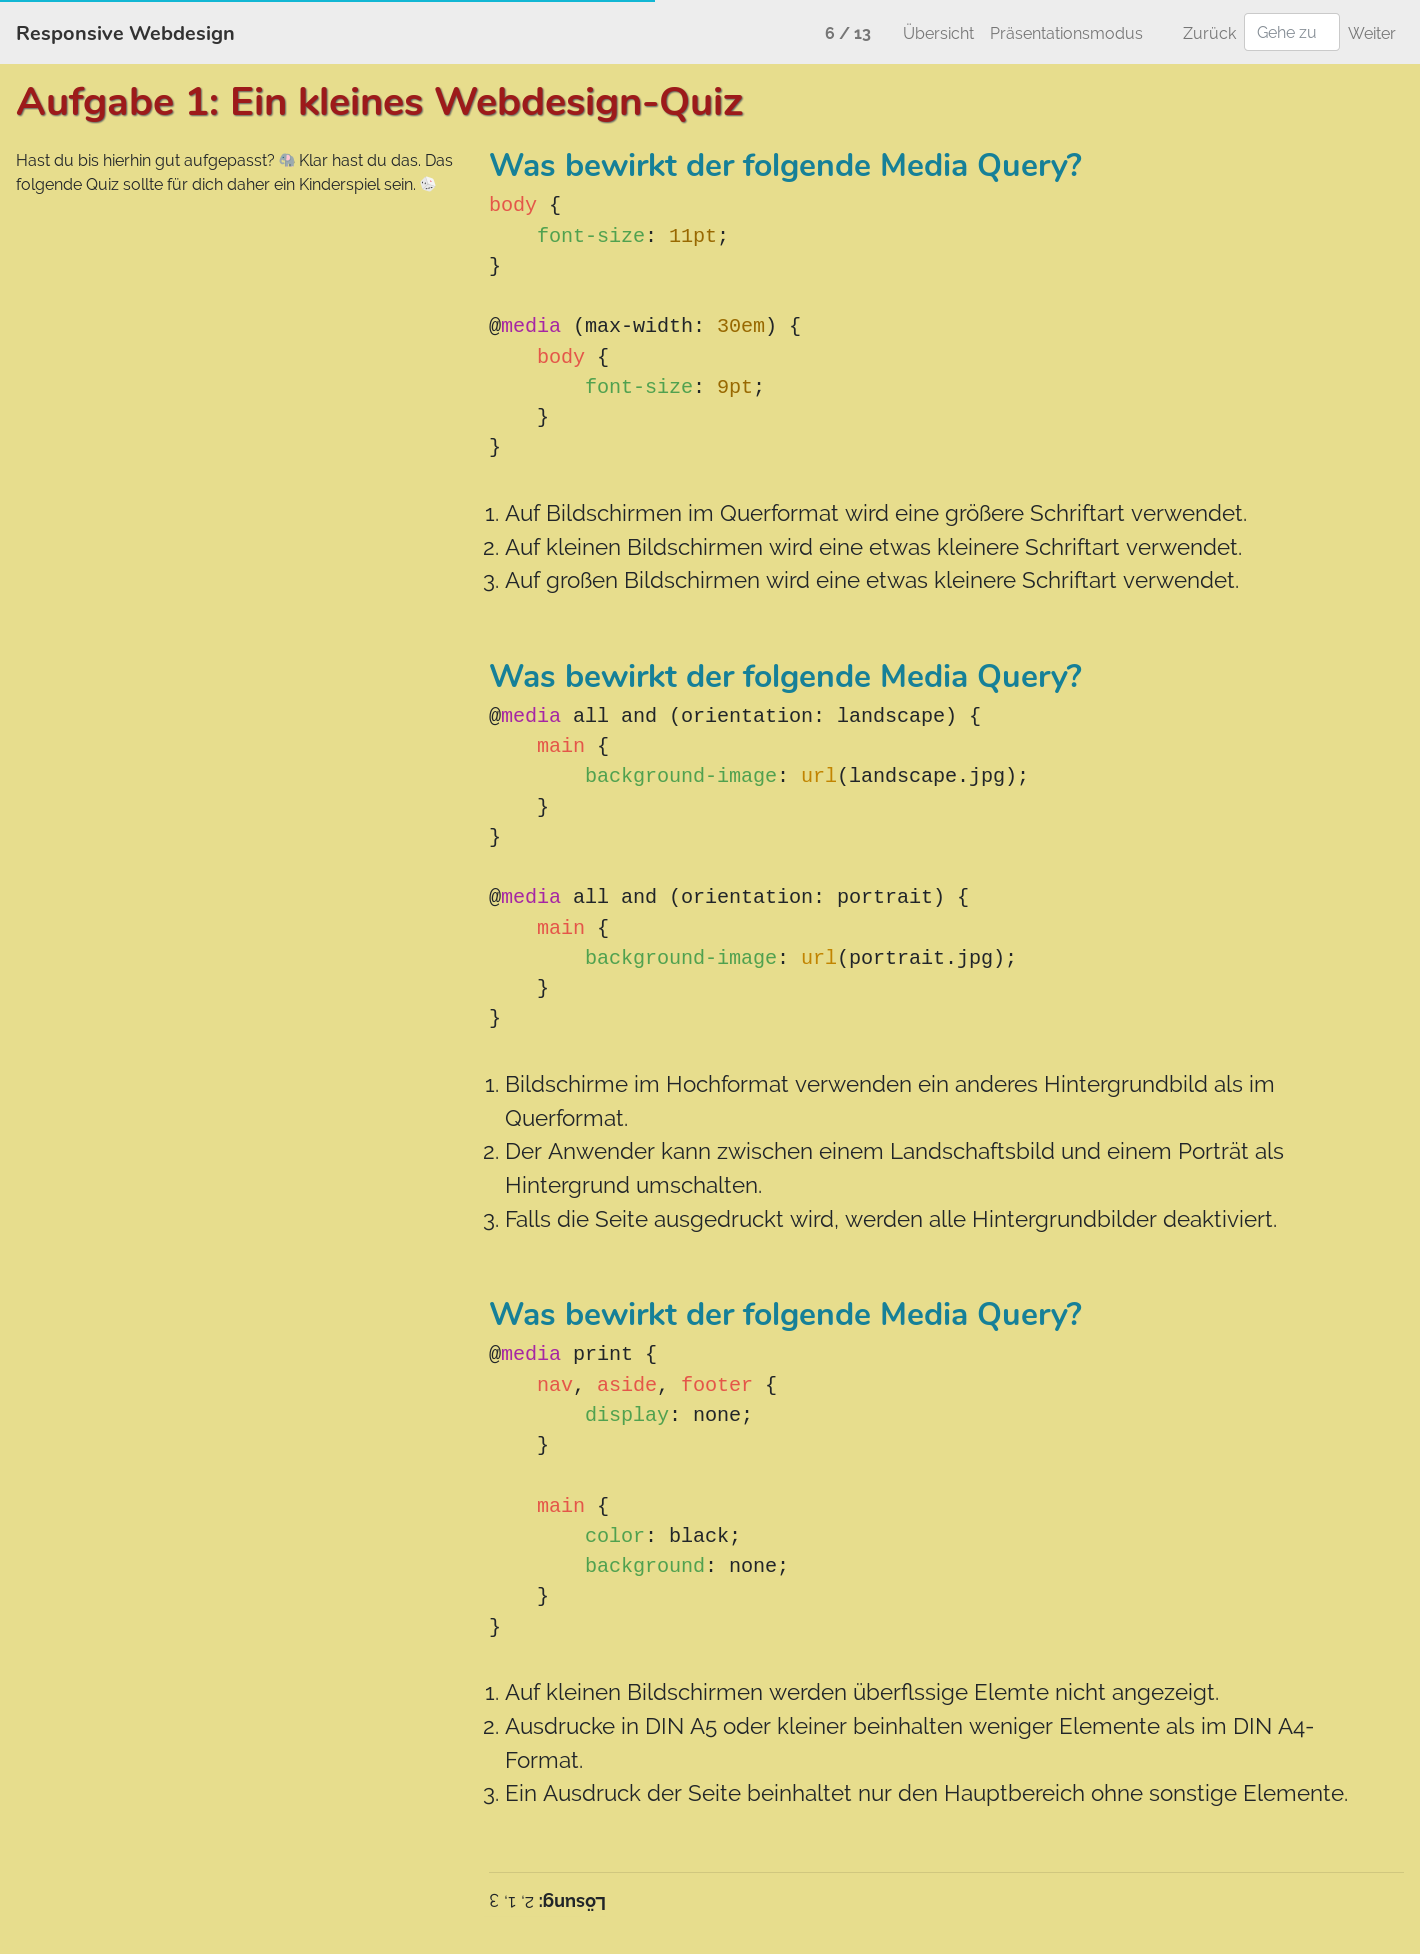 Responsive Webdesign
6 / 13
Übersicht
Präsentationsmodus
Zurück
Gehe zu
Weiter
Aufgabe 1: Ein kleines Webdesign-Quiz
Hast du bis hierhin gut aufgepasst? 🐘 Klar hast du das. Das
folgende Quiz sollte für dich daher ein Kinderspiel sein.
Was bewirkt der folgende Media Query?
body {
    font-size: 11pt;
}
@media (max-width: 30em) {
    body {
        font-size: 9pt;
    }
}
1. Auf Bildschirmen im Querformat wird eine größere Schriftart verwendet.
2. Auf kleinen Bildschirmen wird eine etwas kleinere Schriftart verwendet.
3. Auf großen Bildschirmen wird eine etwas kleinere Schriftart verwendet.
Was bewirkt der folgende Media Query?
@media all and (orientation: landscape) {
    main {
        background-image: url(landscape.jpg);
    }
}
@media all and (orientation: portrait) {
    main {
        background-image: url(portrait.jpg);
    }
}
1. Bildschirme im Hochformat verwenden ein anderes Hintergrundbild als im
Querformat.
2. Der Anwender kann zwischen einem Landschaftsbild und einem Porträt als
Hintergrund umschalten.
3. Falls die Seite ausgedruckt wird, werden alle Hintergrundbilder deaktiviert.
Was bewirkt der folgende Media Query?
@media print {
    nav, aside, footer {
        display: none;
    }
    main {
        color: black;
        background: none;
    }
}
1. Auf kleinen Bildschirmen werden überflssige Elemte nicht angezeigt.
2. Ausdrucke in DIN A5 oder kleiner beinhalten weniger Elemente als im DIN A4-
Format.
3. Ein Ausdruck der Seite beinhaltet nur den Hauptbereich ohne sonstige Elemente.
Lösung: 2, 1, 3